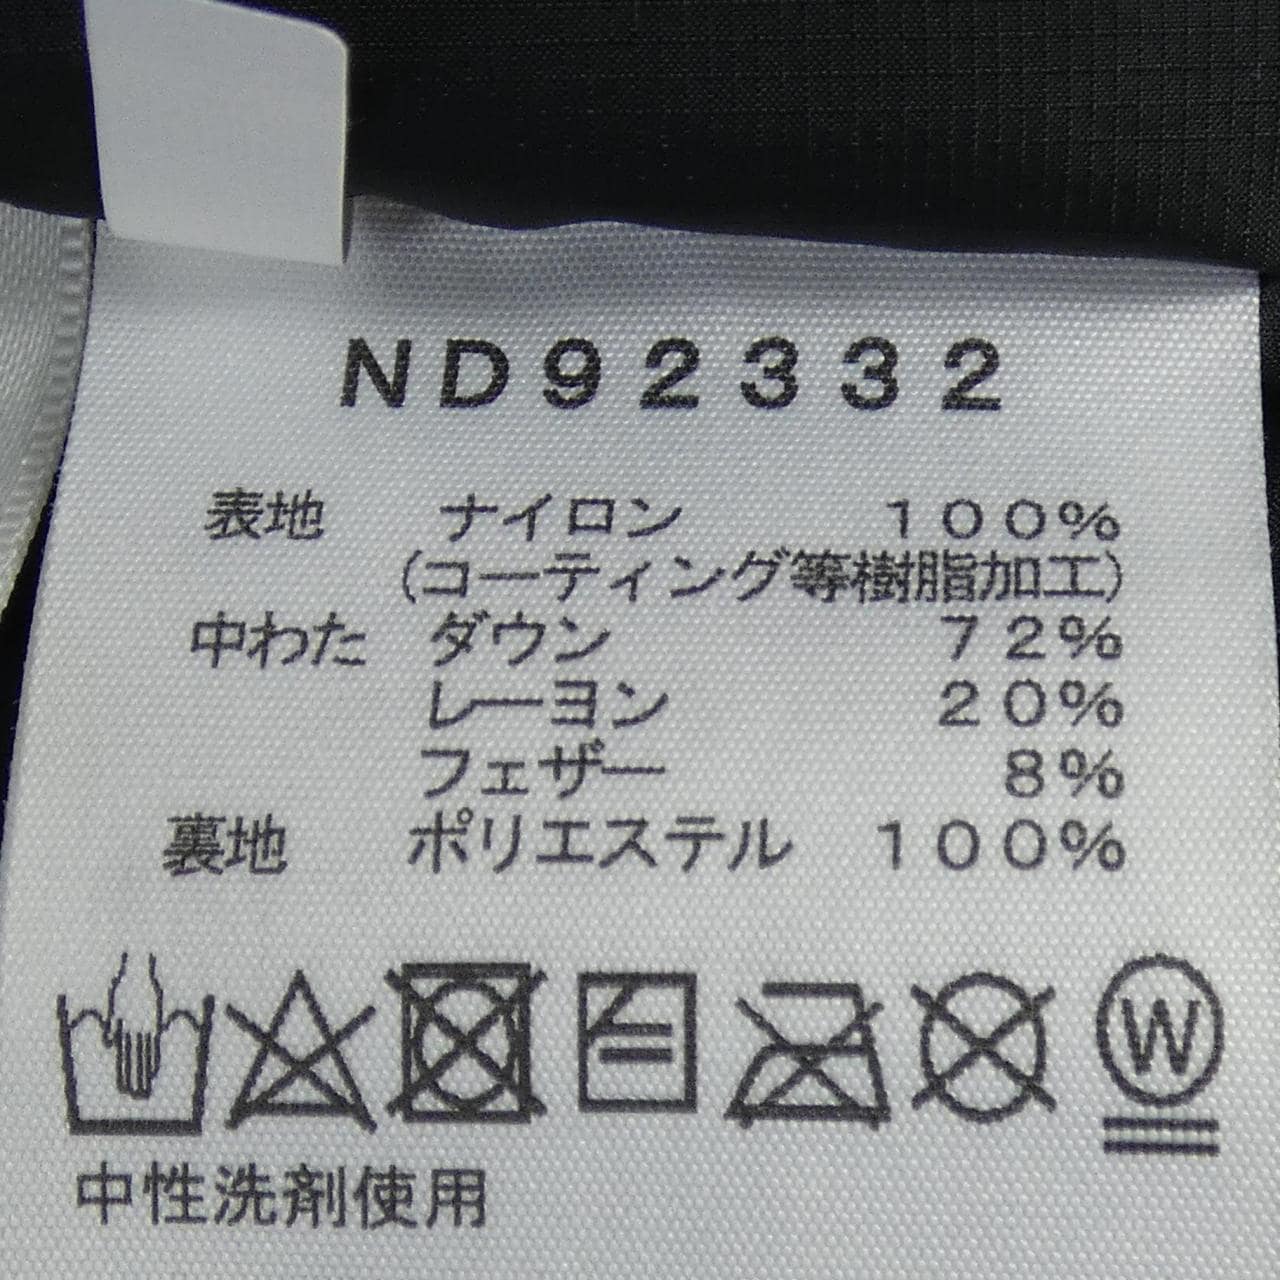 ND92332
表地 ナイロン 100%
(コーティング等樹脂加工)
中わた ダウン 72%
レーヨン 20%
フェザー 8%
裏地 ポリエステル 100%
W
中性洗剤使用